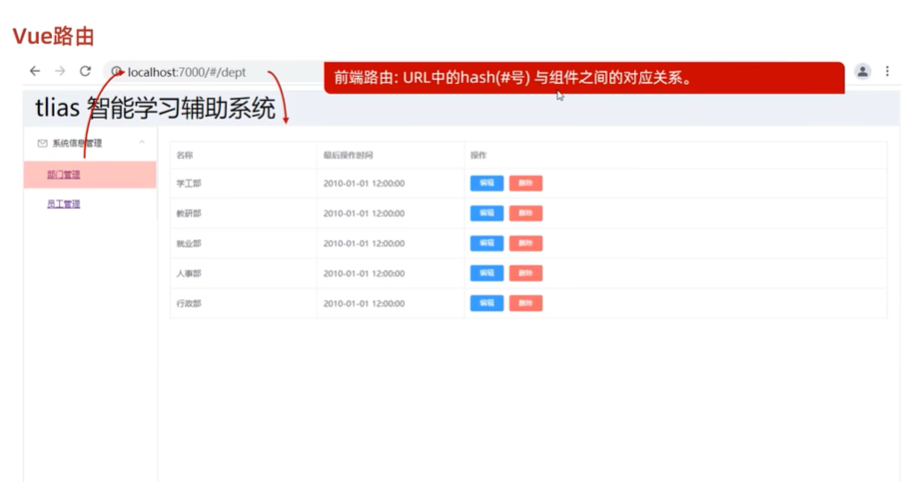 Vue路由
localhost:7000/#/dept
前端路由: URL中的hash(#号) 与组件之间的对应关系。
tlias 智能学习辅助系统
系统信息管理
部门管理
员工管理
名称 最后操作时间 操作
学工部 2010-01-01 12:00:00 编辑 删除
教研部 2010-01-01 12:00:00 编辑 删除
就业部 2010-01-01 12:00:00 编辑 删除
人事部 2010-01-01 12:00:00 编辑 删除
行政部 2010-01-01 12:00:00 编辑 删除